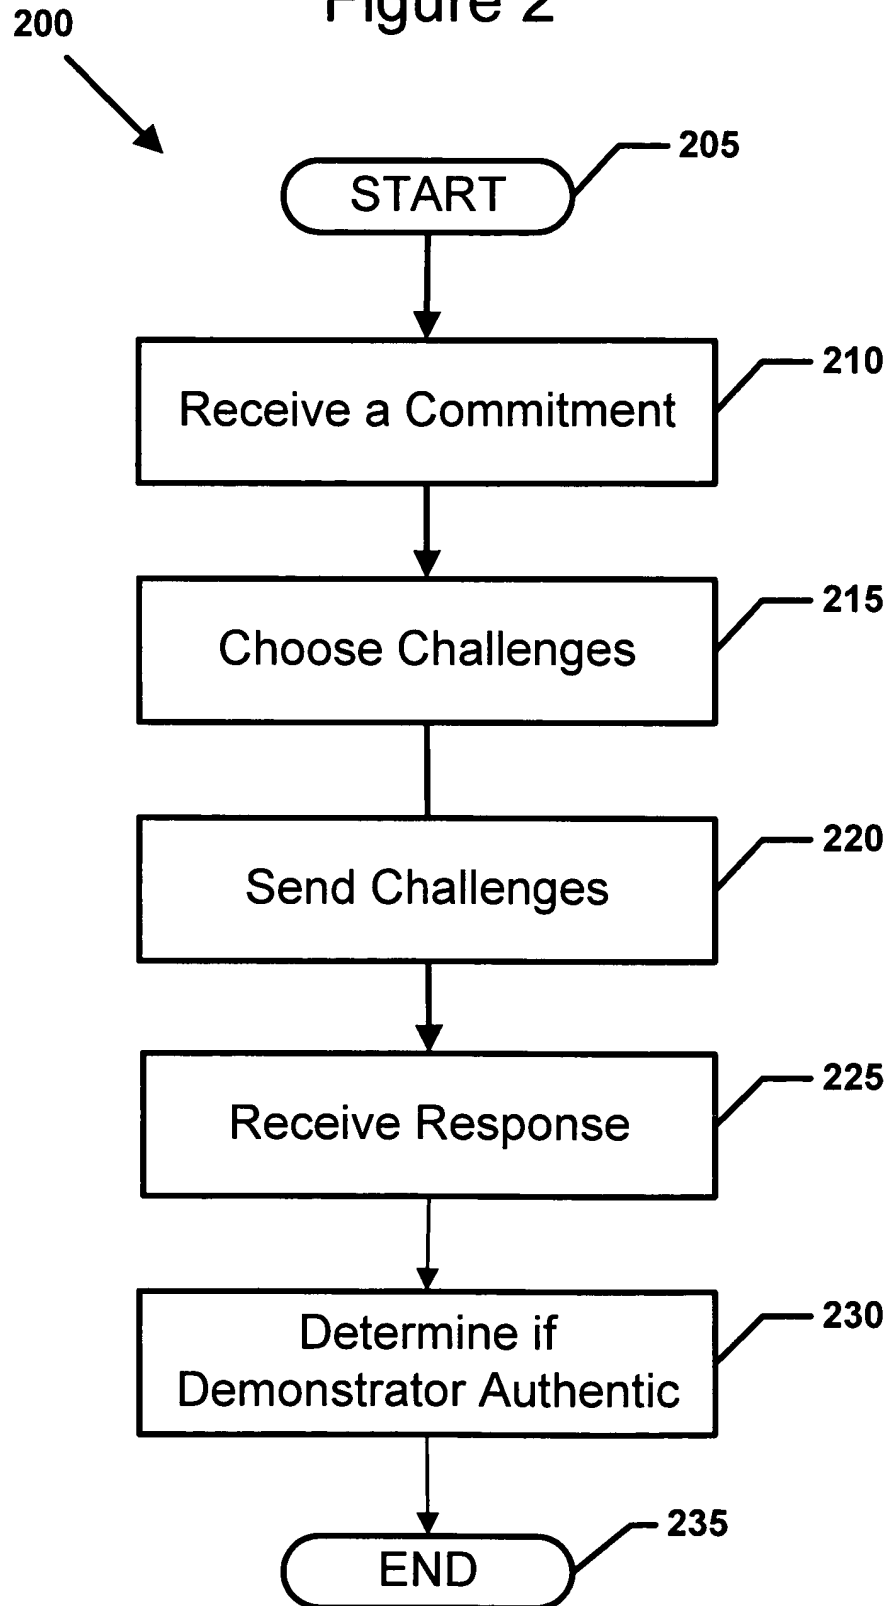 Figure 2
200
START
205
Receive a Commitment
210
Choose Challenges
215
Send Challenges
220
Receive Response
225
Determine if
Demonstrator Authentic
230
END
235